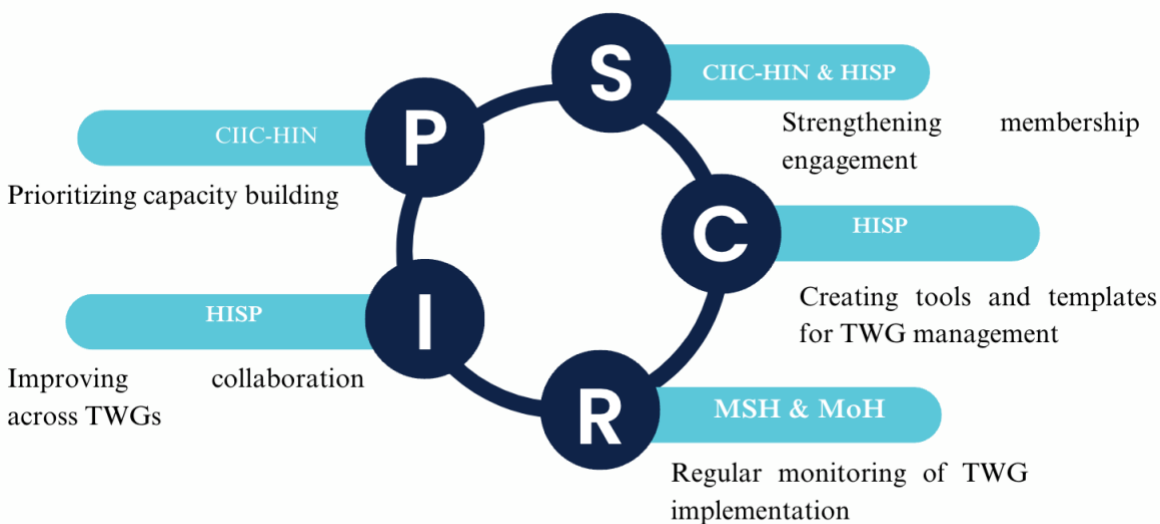 S
CIIC-HIN & HISP
Strengthening membership
engagement
C
HISP
Creating tools and templates
for TWG management
R
MSH & MoH
Regular monitoring of TWG
implementation
I
HISP
Improving collaboration
across TWGs
P
CIIC-HIN
Prioritizing capacity building